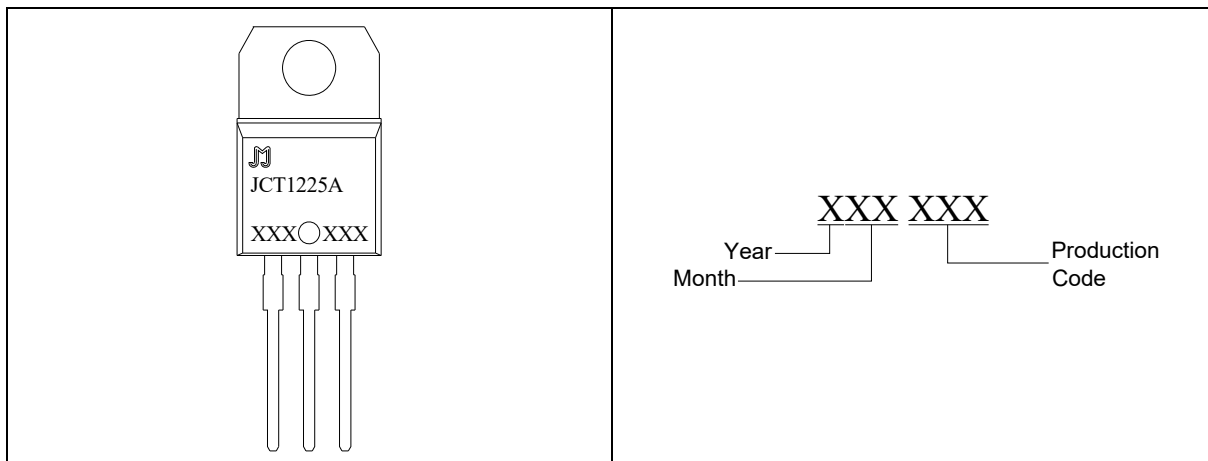 JCT1225A
XXX XXX
XXX XXX
Year
Month
Production
Code